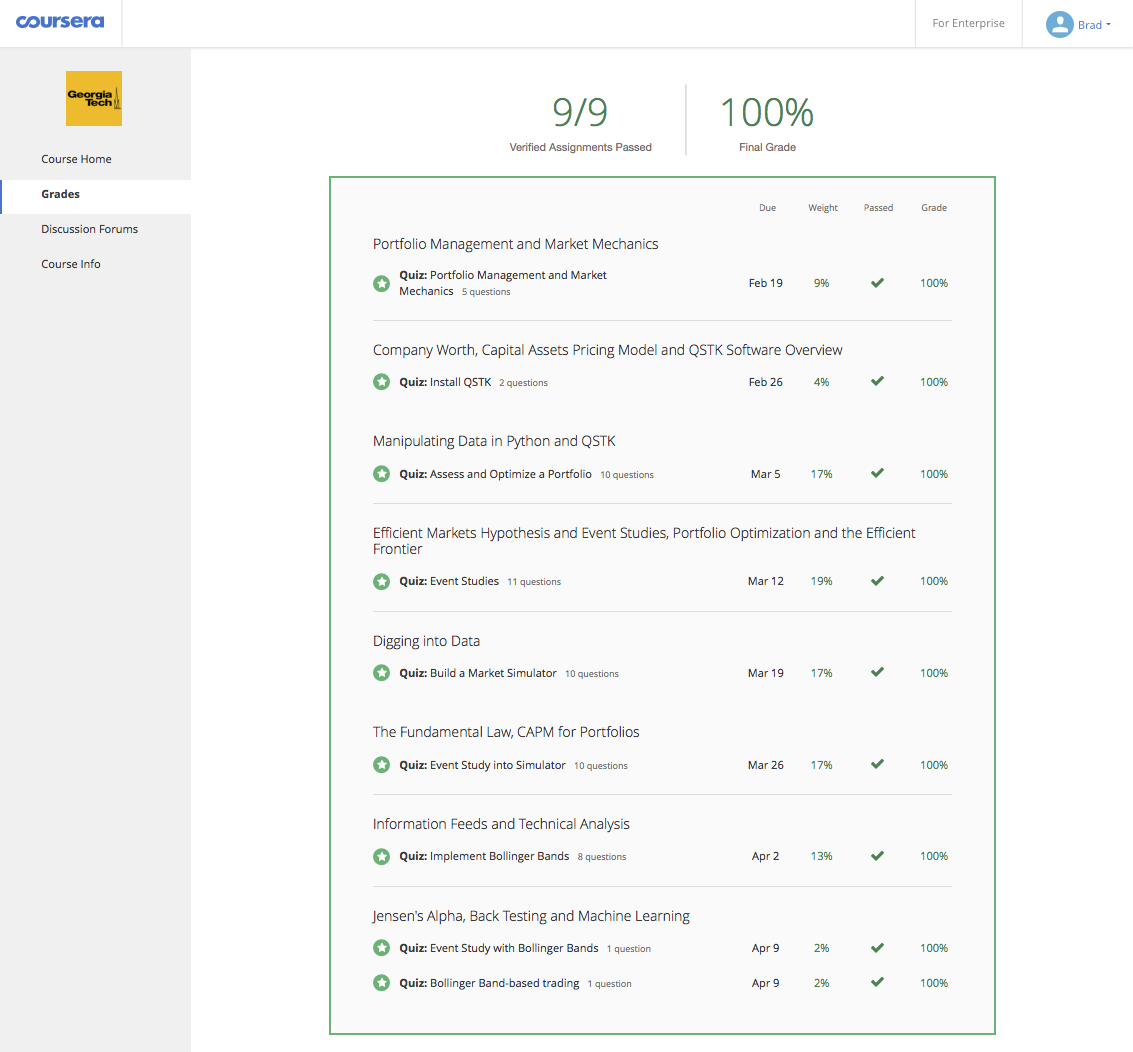 coursera
For Enterprise
Brad
Georgia
Tech
Course Home
Grades
Discussion Forums
Course Info
9/9
Verified Assignments Passed
100%
Final Grade
Due Weight Passed Grade
Portfolio Management and Market Mechanics
Quiz: Portfolio Management and Market
Mechanics 5 questions
Feb 19 9% 100%
Company Worth, Capital Assets Pricing Model and QSTK Software Overview
Quiz: Install QSTK 2 questions Feb 26 4% 100%
Manipulating Data in Python and QSTK
Quiz: Assess and Optimize a Portfolio 10 questions Mar 5 17% 100%
Efficient Markets Hypothesis and Event Studies, Portfolio Optimization and the Efficient
Frontier
Quiz: Event Studies 11 questions Mar 12 19% 100%
Digging into Data
Quiz: Build a Market Simulator 10 questions Mar 19 17% 100%
The Fundamental Law, CAPM for Portfolios
Quiz: Event Study into Simulator 10 questions Mar 26 17% 100%
Information Feeds and Technical Analysis
Quiz: Implement Bollinger Bands 8 questions Apr 2 13% 100%
Jensen's Alpha, Back Testing and Machine Learning
Quiz: Event Study with Bollinger Bands 1 question Apr 9 2% 100%
Quiz: Bollinger Band-based trading 1 question Apr 9 2% 100%